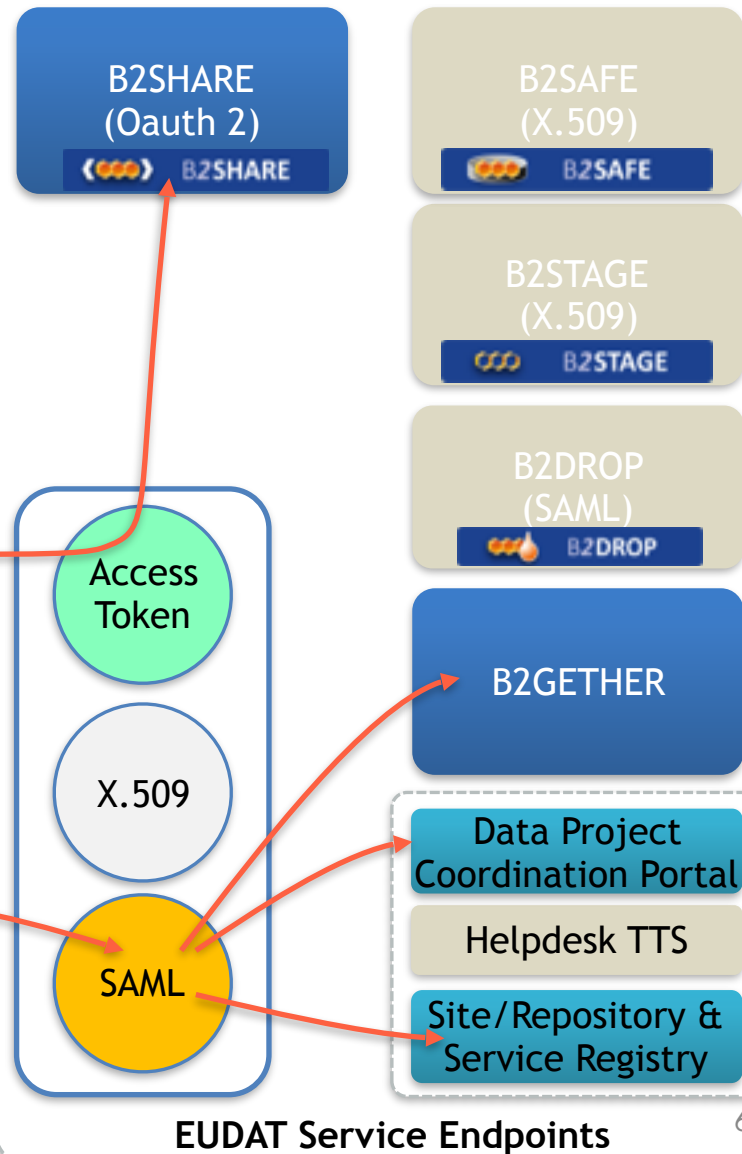 B2SHARE
(Oauth 2)
B2SHARE
B2SAFE
(X.509)
B2SAFE
B2STAGE
(X.509)
B2STAGE
B2DROP
(SAML)
B2DROP
Access
Token
X.509
SAML
B2GETHER
Data Project
Coordination Portal
Helpdesk TTS
Site/Repository &
Service Registry
EUDAT Service Endpoints